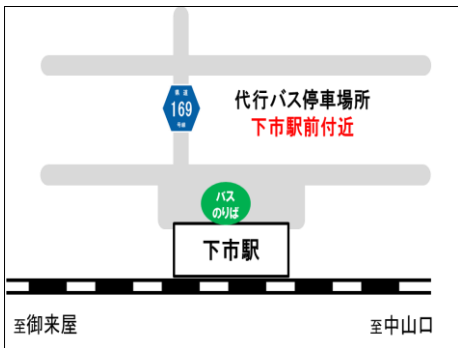 県道
169
号線
代行バス停車場所
下市駅前付近
バス
のりば
下市駅
至御来屋
至中山口